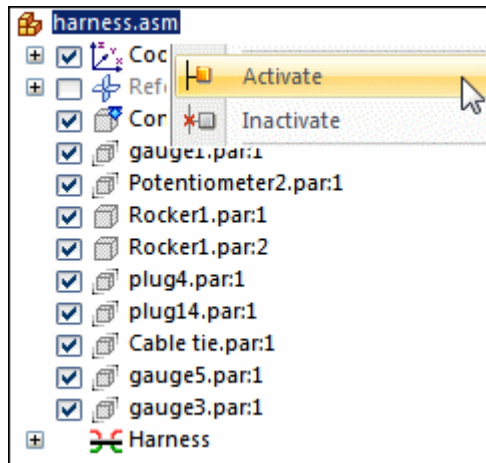 harness.asm
Coc
Activate
Refe
Cor
Inactivate
gauge1.par:1
Potentiometer2.par:1
Rocker1.par:1
Rocker1.par:2
plug4.par:1
plug14.par:1
Cable tie.par:1
gauge5.par:1
gauge3.par:1
Harness